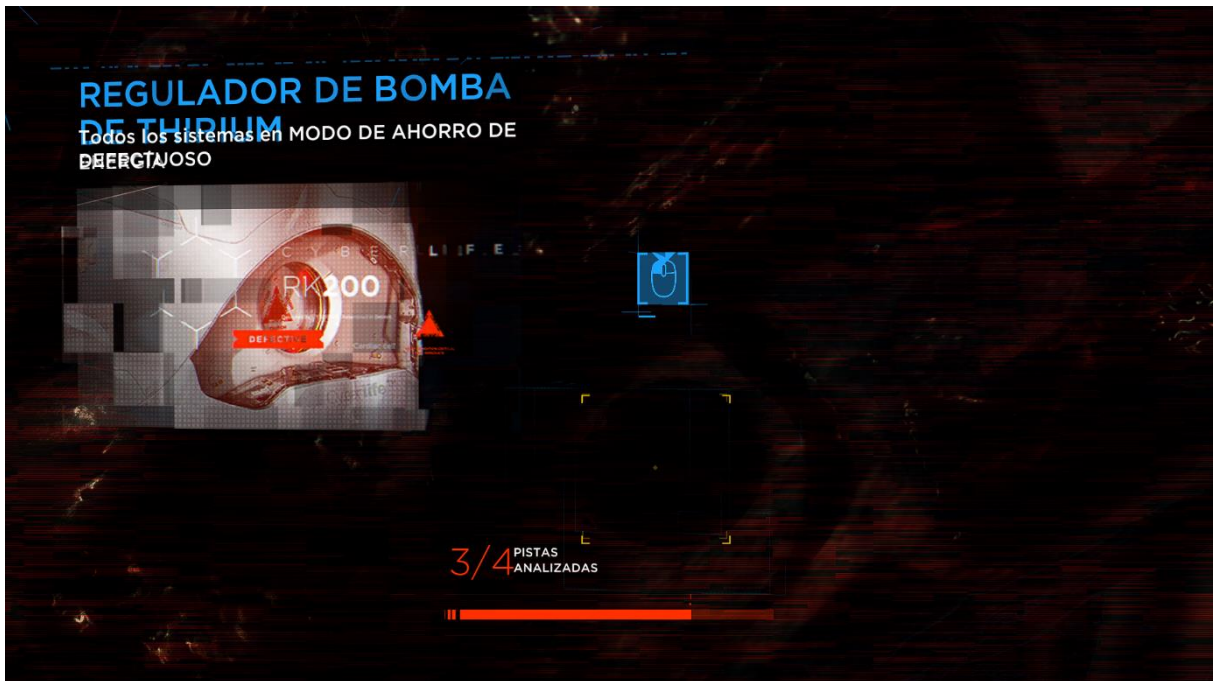 REGULADOR DE BOMBA
DE THIRIUM
Todos los sistemas en MODO DE AHORRO DE
ENERGÍA
DEFECTUOSO
CYBERLIFE
RK200
DEFECTIVE
3/4
PISTAS
ANALIZADAS